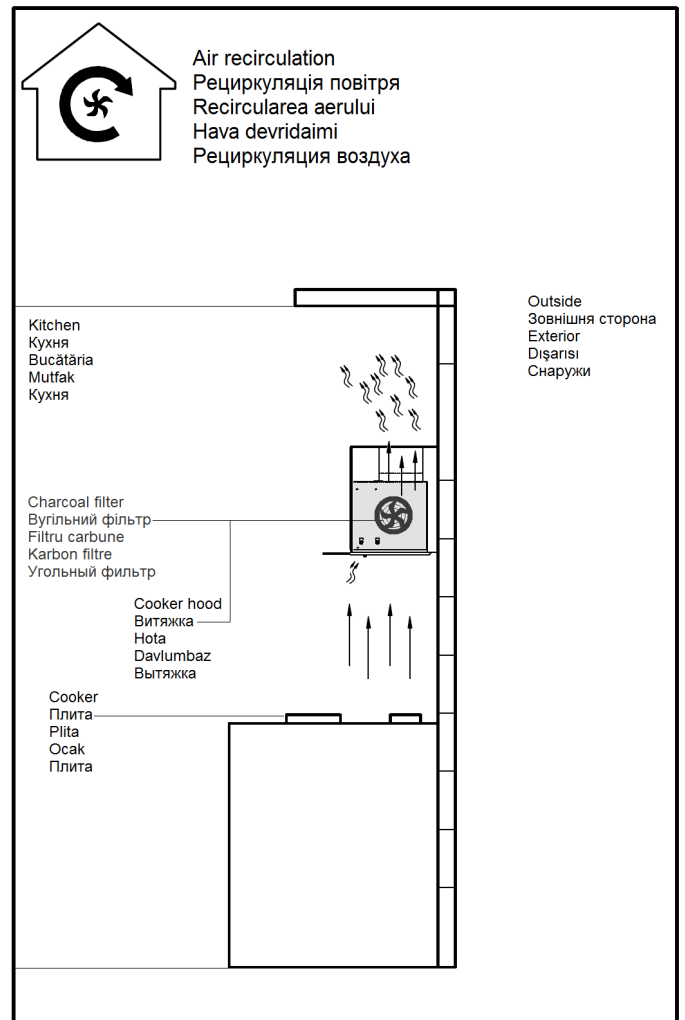 Air recirculation
Рециркуляція повітря
Recircularea aerului
Hava devridaimi
Рециркуляция воздуха
Outside
Зовнішня сторона
Exterior
Dışarısı
Снаружи
Kitchen
Кухня
Bucătăria
Mutfak
Кухня
Charcoal filter
Вугільний фільтр
Filtru carbune
Karbon filtre
Угольный фильтр
Cooker hood
Витяжка
Hota
Davlumbaz
Вытяжка
Cooker
Плита
Plita
Ocak
Плита